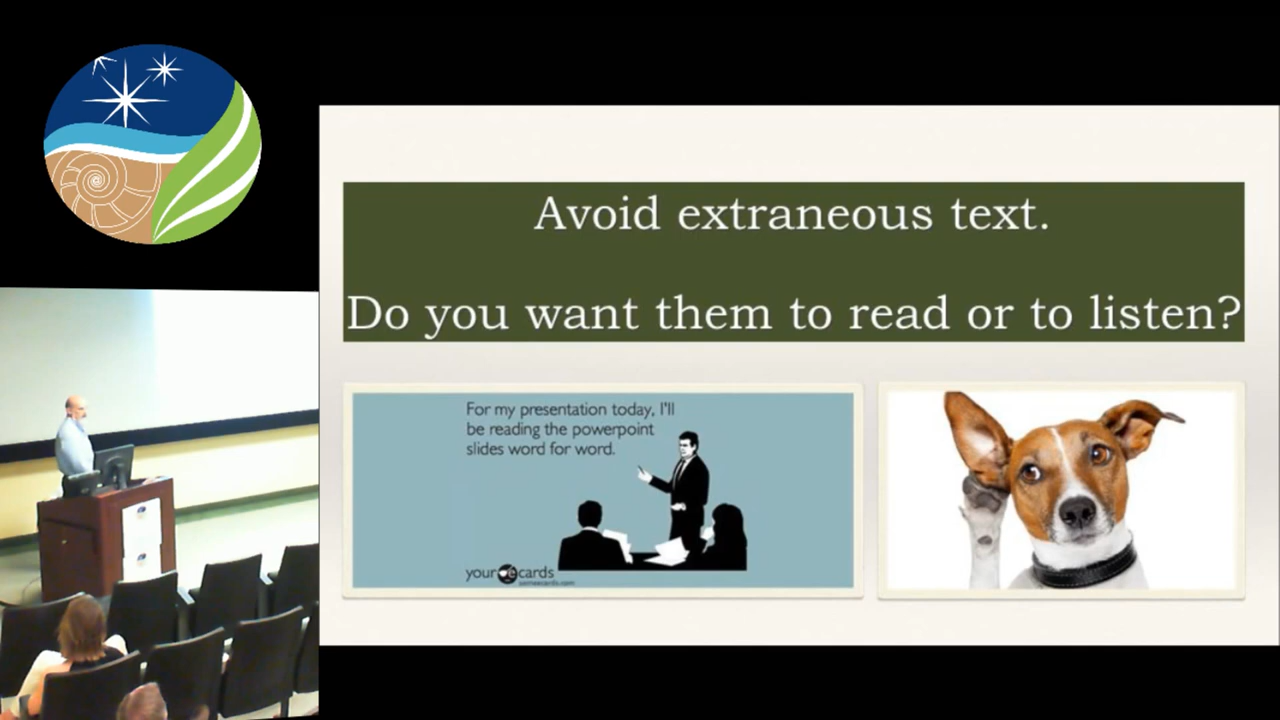 Avoid extraneous text.
Do you want them to read or to listen?
For my presentation today, I'll
be reading the powerpoint
slides word for word.
your e cards
someecards.com